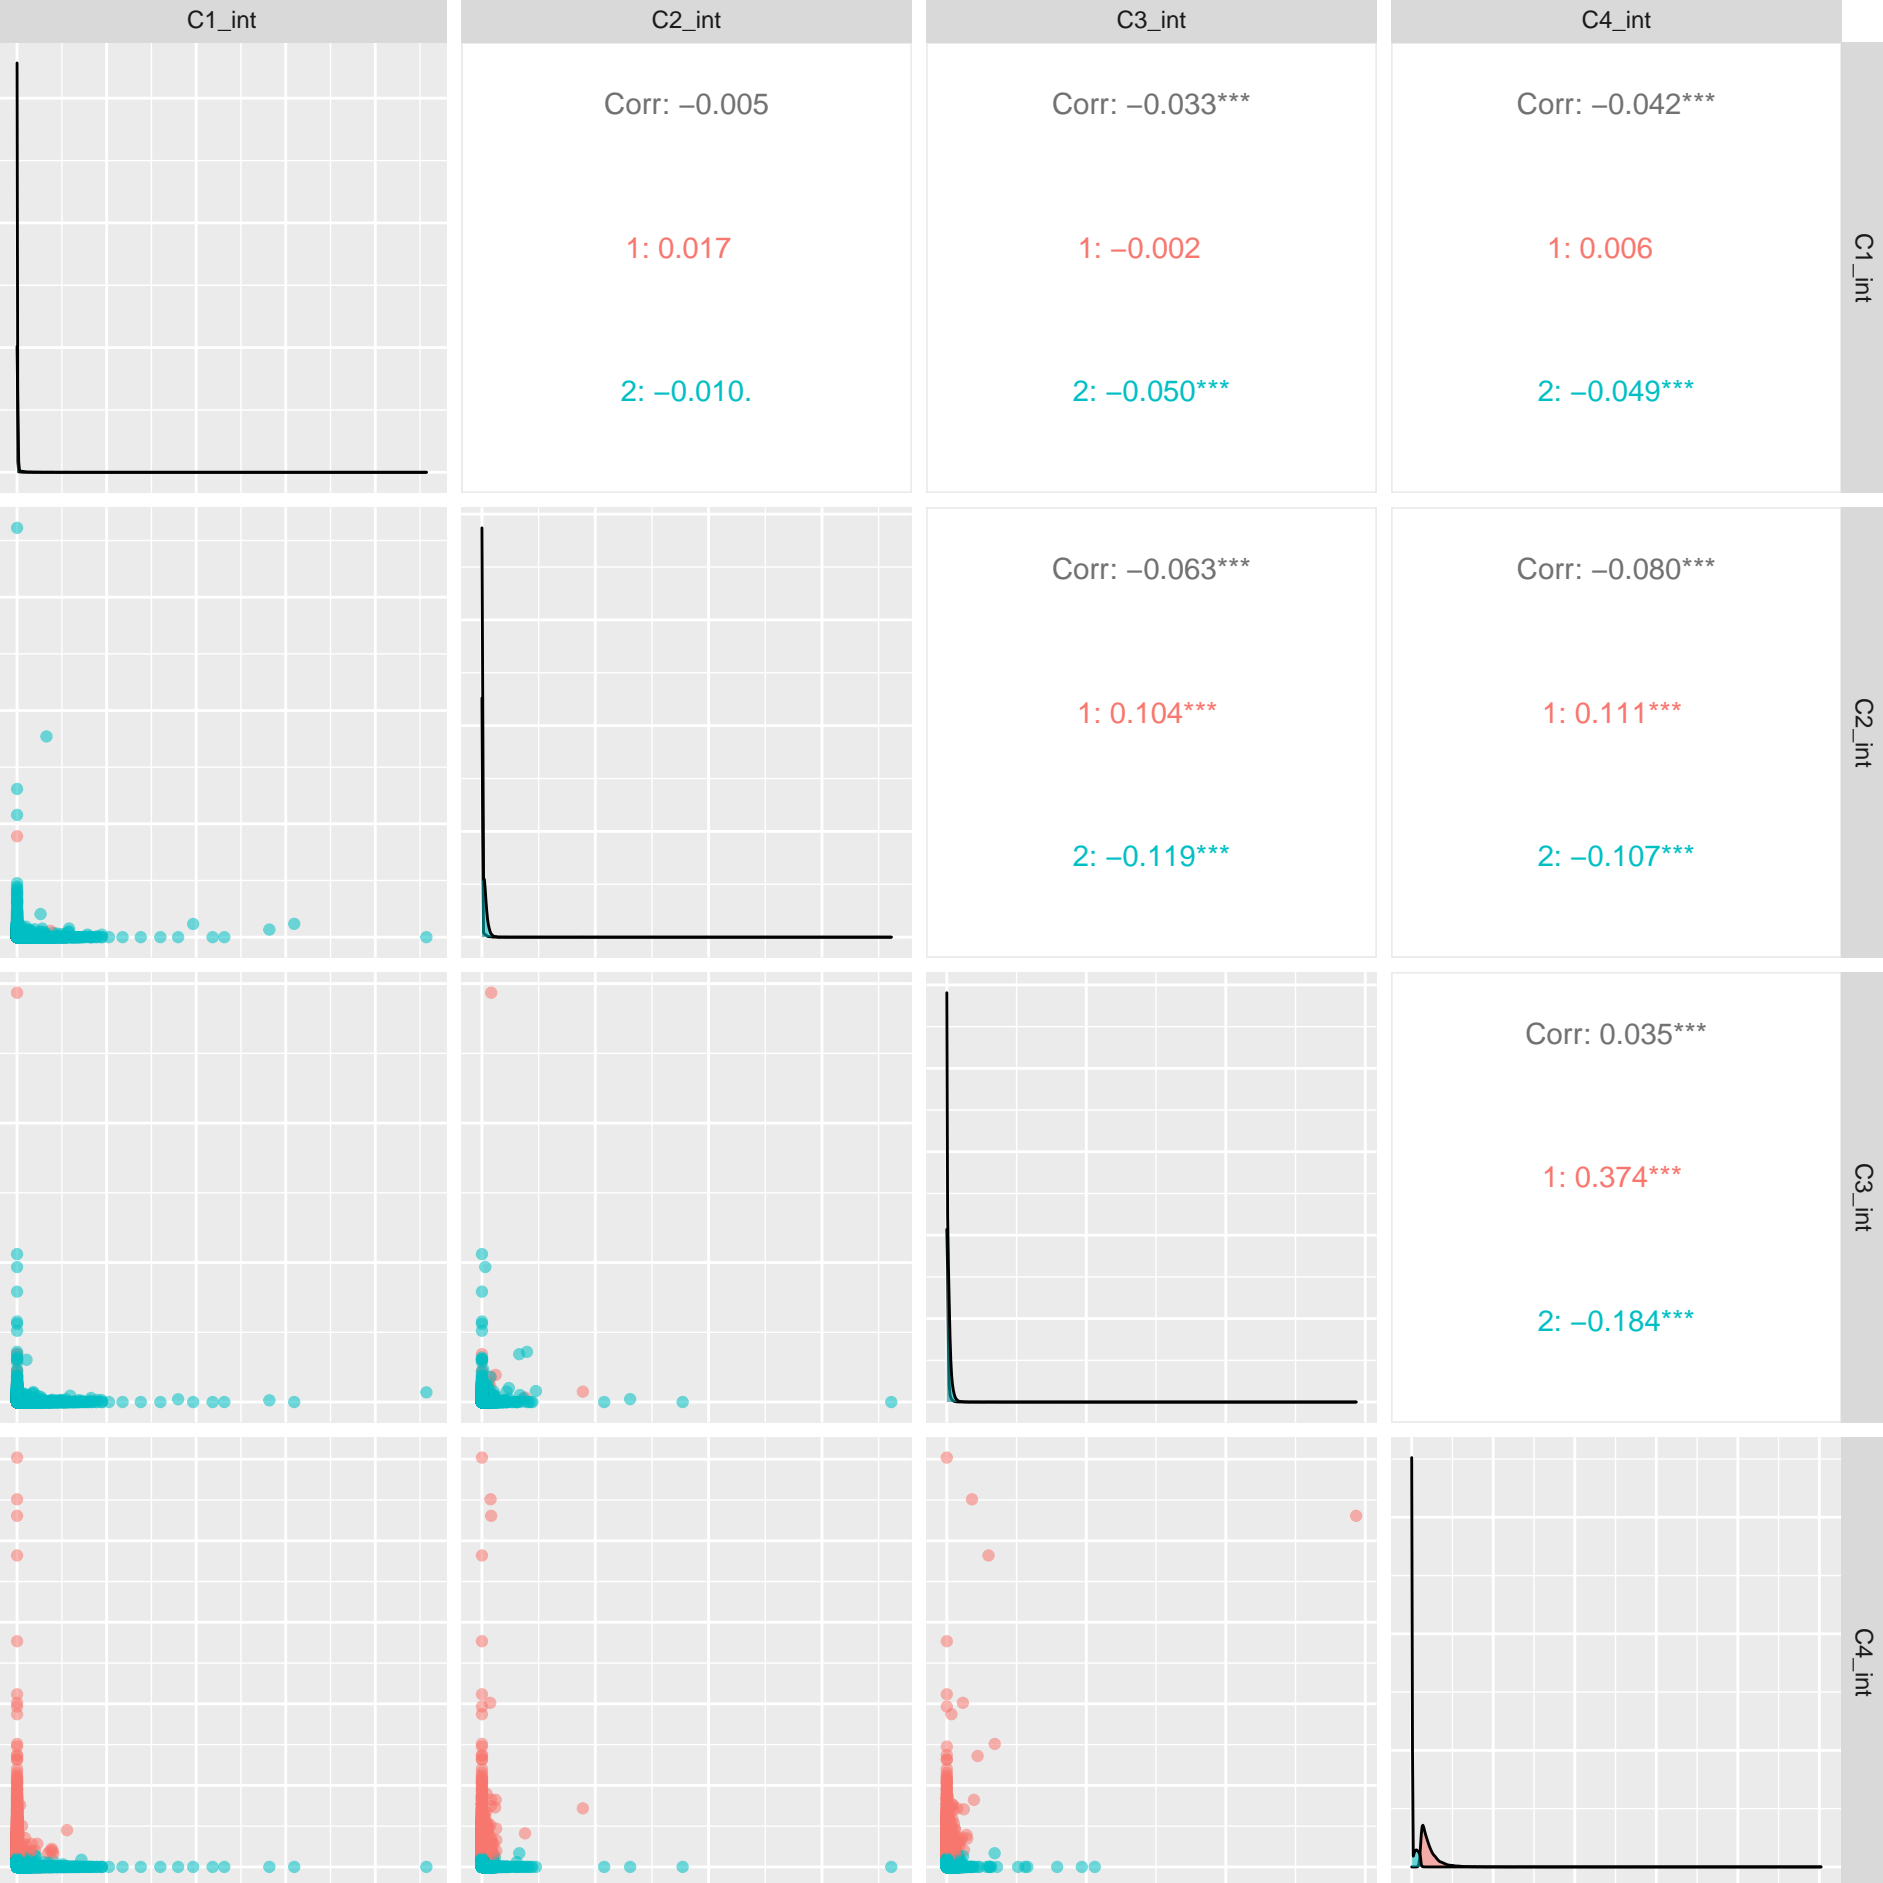 C1_int C2_int C3_int C4_int
Corr: −0.005 Corr: −0.033*** Corr: −0.042***
1: 0.017 1: −0.002 1: 0.006
2: −0.010. 2: −0.050*** 2: −0.049***
C1_int
Corr: −0.063*** Corr: −0.080***
1: 0.104*** 1: 0.111***
2: −0.119*** 2: −0.107***
C2_int
Corr: 0.035***
1: 0.374***
2: −0.184***
C3_int
C4_int